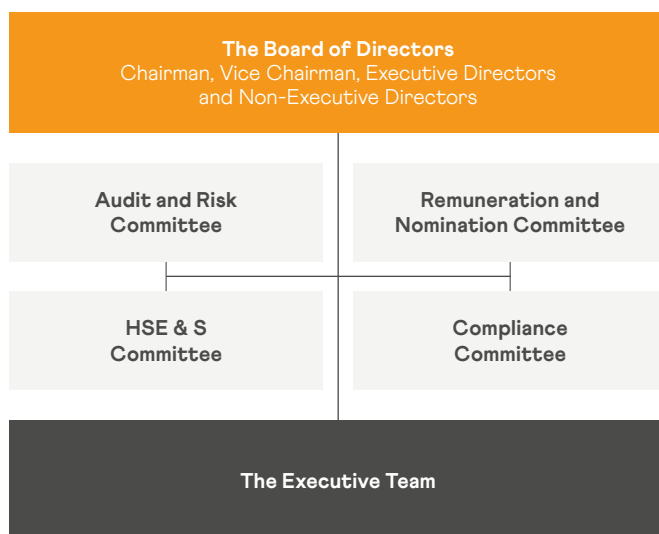 The Board of Directors
Chairman, Vice Chairman, Executive Directors
and Non-Executive Directors
Audit and Risk
Committee
Remuneration and
Nomination Committee
HSE & S
Committee
Compliance
Committee
The Executive Team